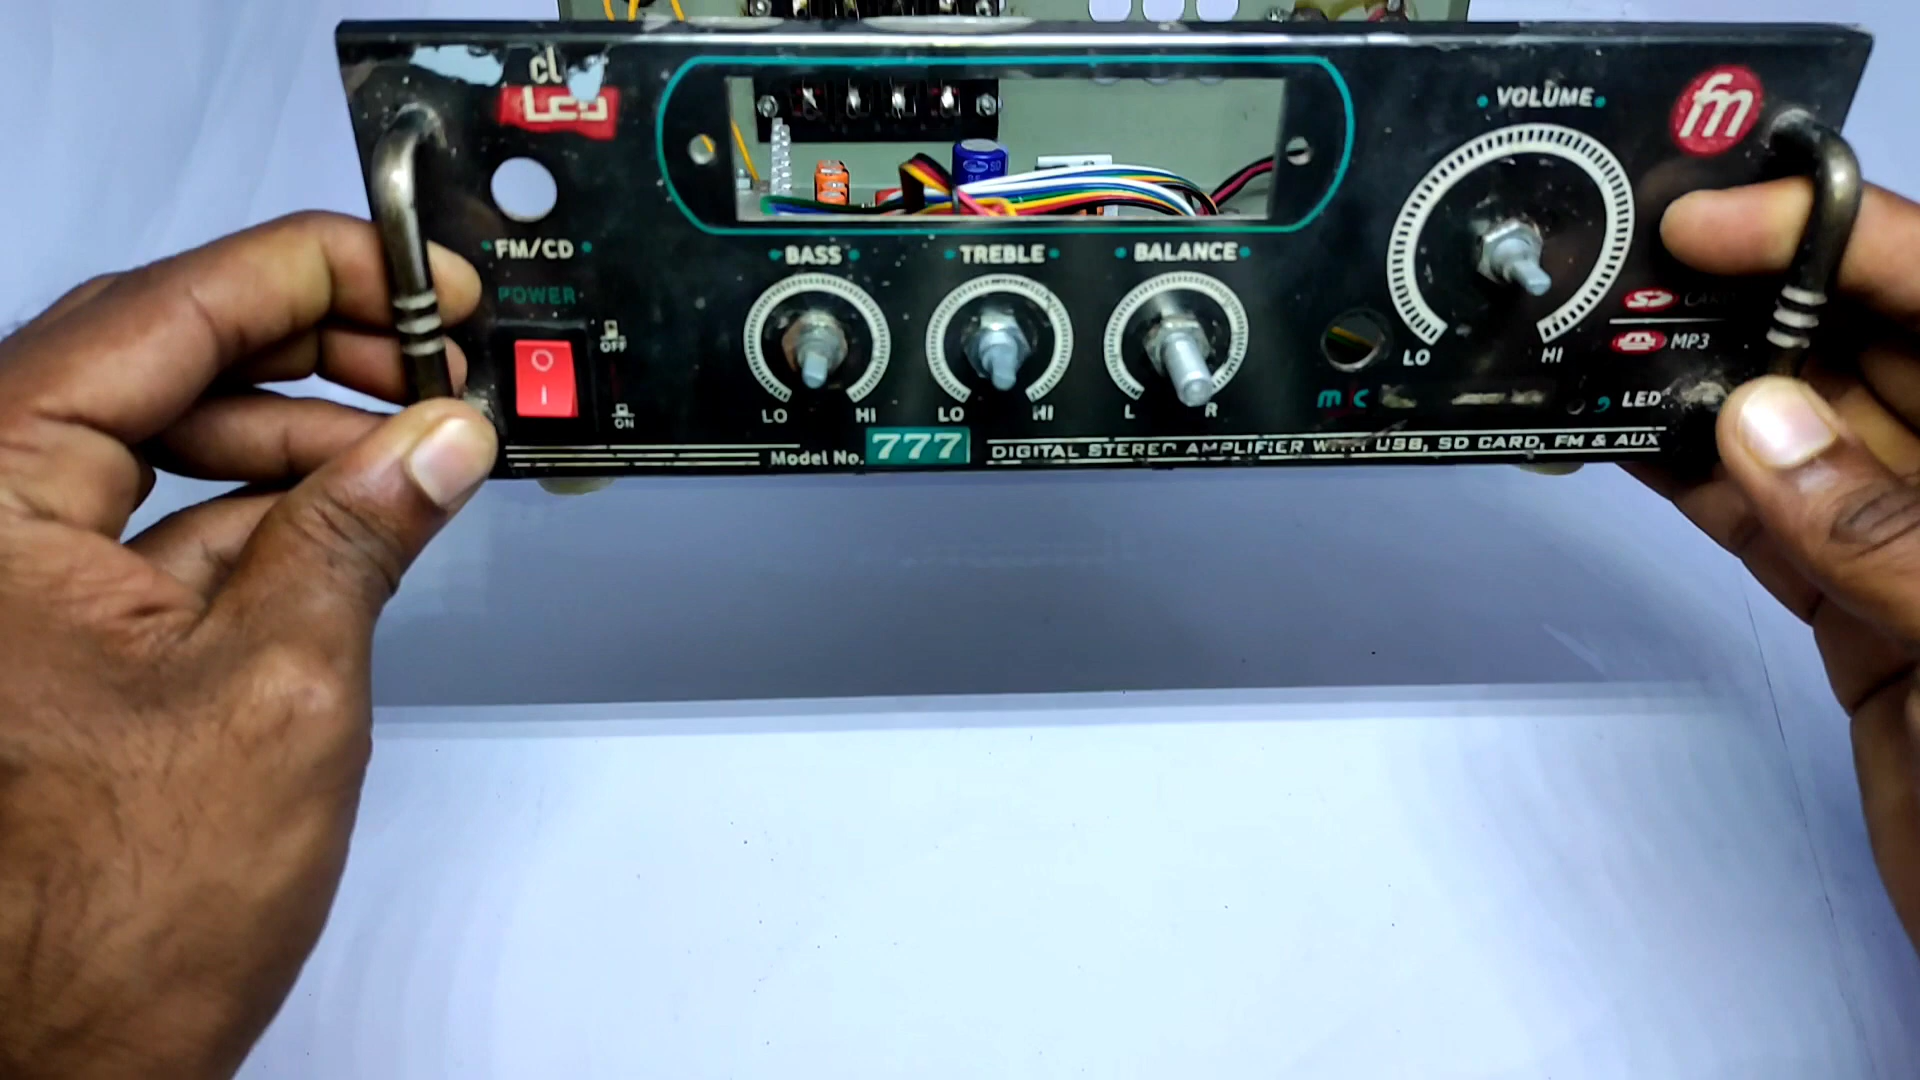 fm
VOLUME
FM/CD
BASS
TREBLE
BALANCE
POWER
OFF
ON
LO
HI
LO
HI
L
R
LO
HI
MP3
LED
Model No. 777
DIGITAL STEREO AMPLIFIER WITH USB, SD CARD, FM & AUX